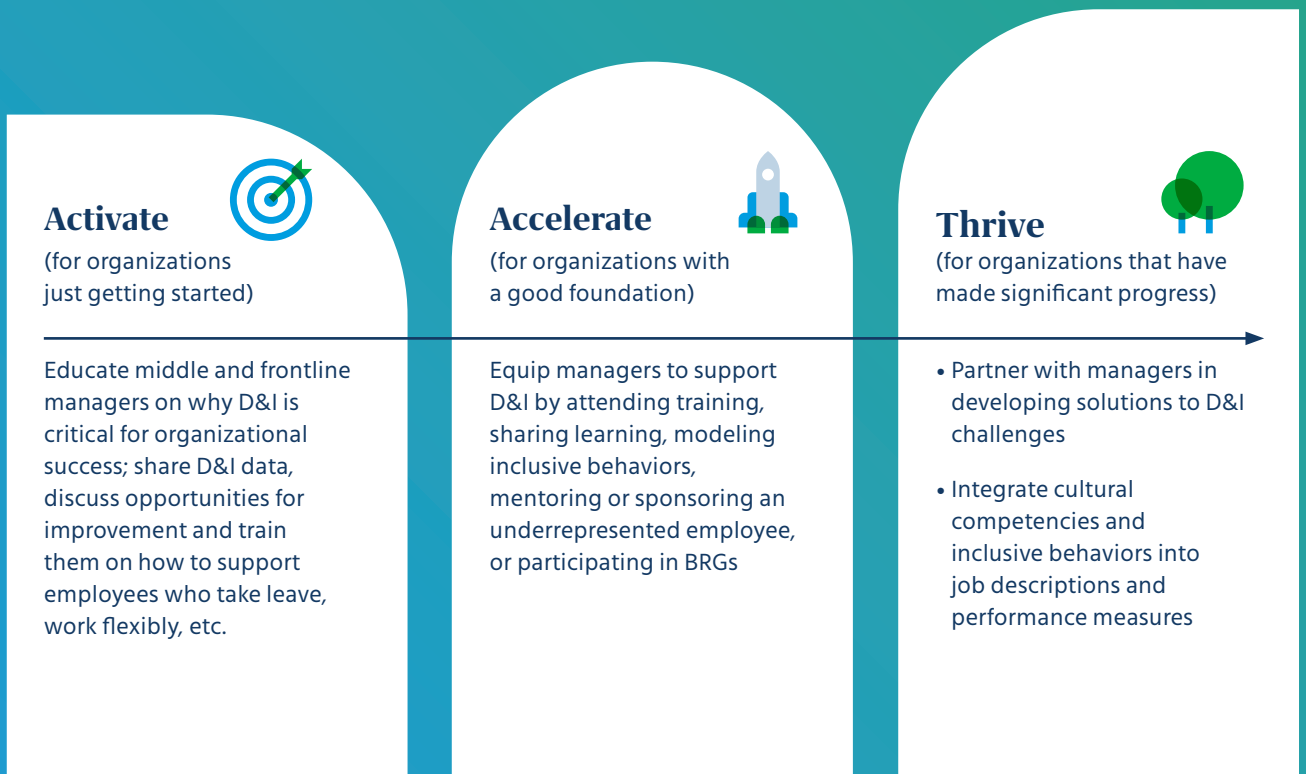 Activate
(for organizations
just getting started)
Educate middle and frontline
managers on why D&I is
critical for organizational
success; share D&I data,
discuss opportunities for
improvement and train
them on how to support
employees who take leave,
work flexibly, etc.
Accelerate
(for organizations with
a good foundation)
Equip managers to support
D&I by attending training,
sharing learning, modeling
inclusive behaviors,
mentoring or sponsoring an
underrepresented employee,
or participating in BRGs
Thrive
(for organizations that have
made significant progress)
• Partner with managers in
developing solutions to D&I
challenges
• Integrate cultural
competencies and
inclusive behaviors into
job descriptions and
performance measures